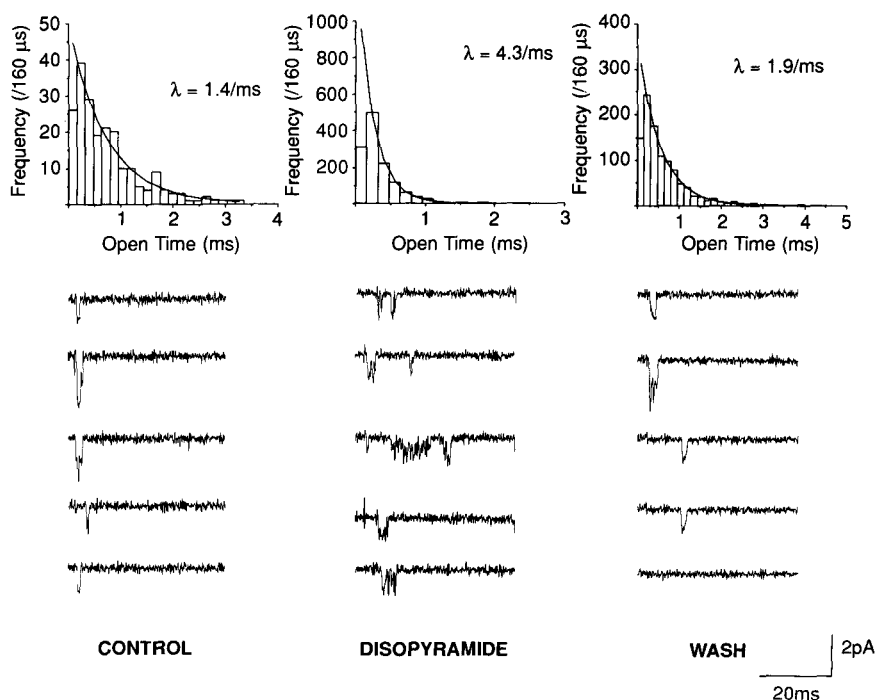 50
40
30
20
10
Frequency (/160 µs)
λ = 1.4/ms
1
2
3
4
Open Time (ms)
1000
800
600
400
200
Frequency (/160 µs)
λ = 4.3/ms
0
1
2
3
Open Time (ms)
400
300
200
100
Frequency (/160 µs)
λ = 1.9/ms
0
1
2
3
4
5
Open Time (ms)
CONTROL
DISOPYRAMIDE
WASH
2pA
20ms